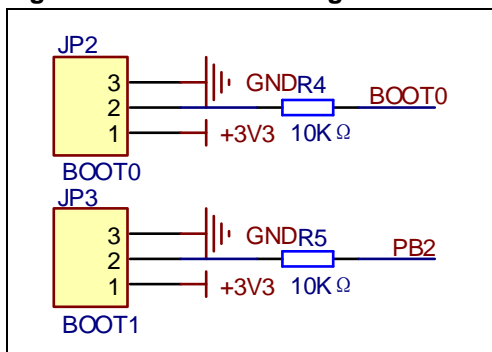 JP2
3 GND R4 BOOT0
2
1 +3V3 10K Ω
BOOT0
JP3
3 GND R5 PB2
2
1 +3V3 10K Ω
BOOT1